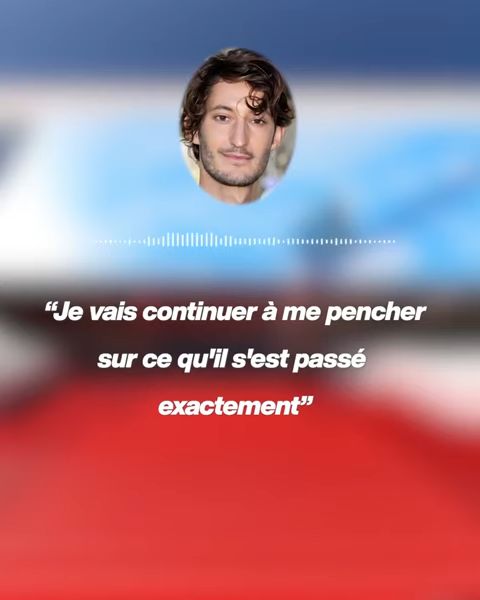 “Je vais continuer à me pencher
sur ce qu'il s'est passé
exactement”